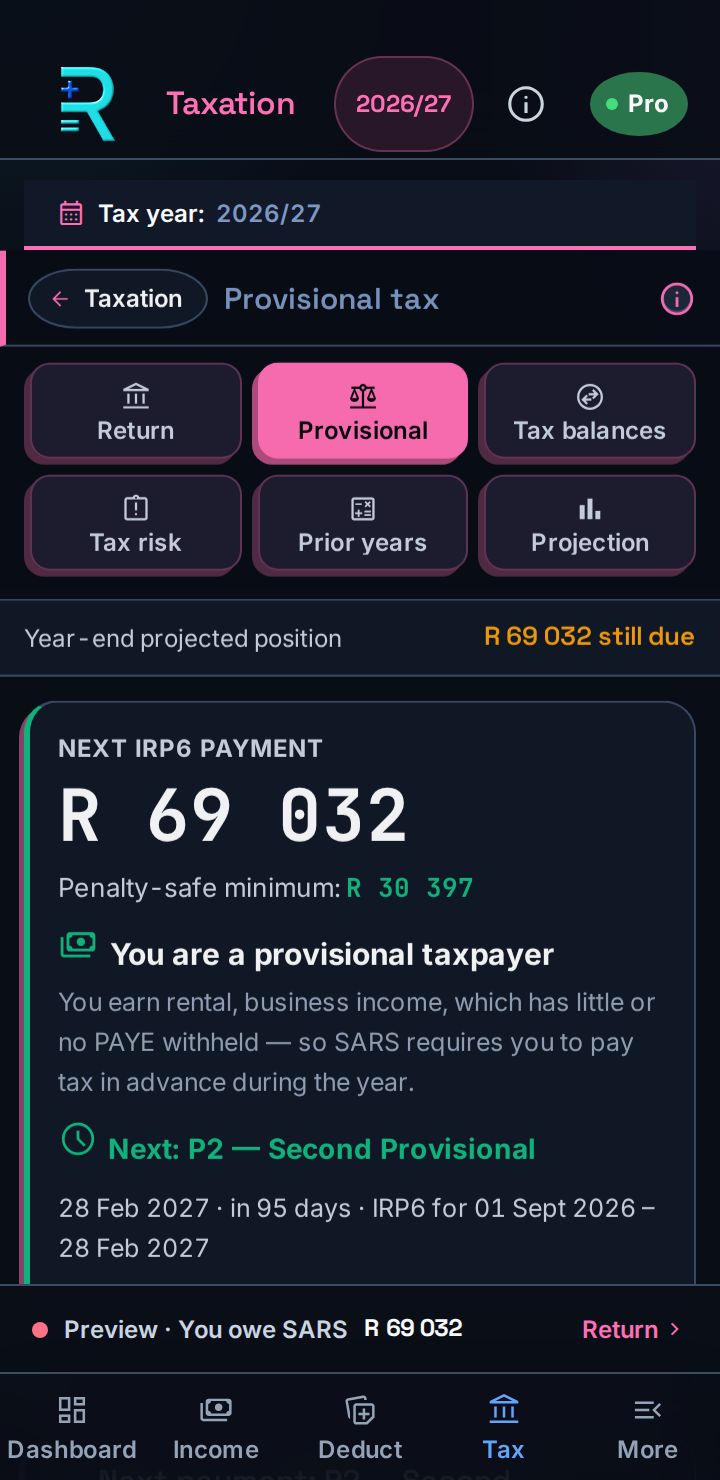 R
Taxation 2026/27 Pro
Tax year: 2026/27
Taxation Provisional tax
Return Provisional Tax balances
Tax risk Prior years Projection
Year-end projected position R 69 032 still due
NEXT IRP6 PAYMENT
R 69 032
Penalty-safe minimum: R 30 397
You are a provisional taxpayer
You earn rental, business income, which has little or
no PAYE withheld — so SARS requires you to pay
tax in advance during the year.
Next: P2 — Second Provisional
28 Feb 2027 · in 95 days · IRP6 for 01 Sept 2026 –
28 Feb 2027
Preview · You owe SARS R 69 032 Return
Dashboard Income Deduct Tax More
Next payment: P2 — Second